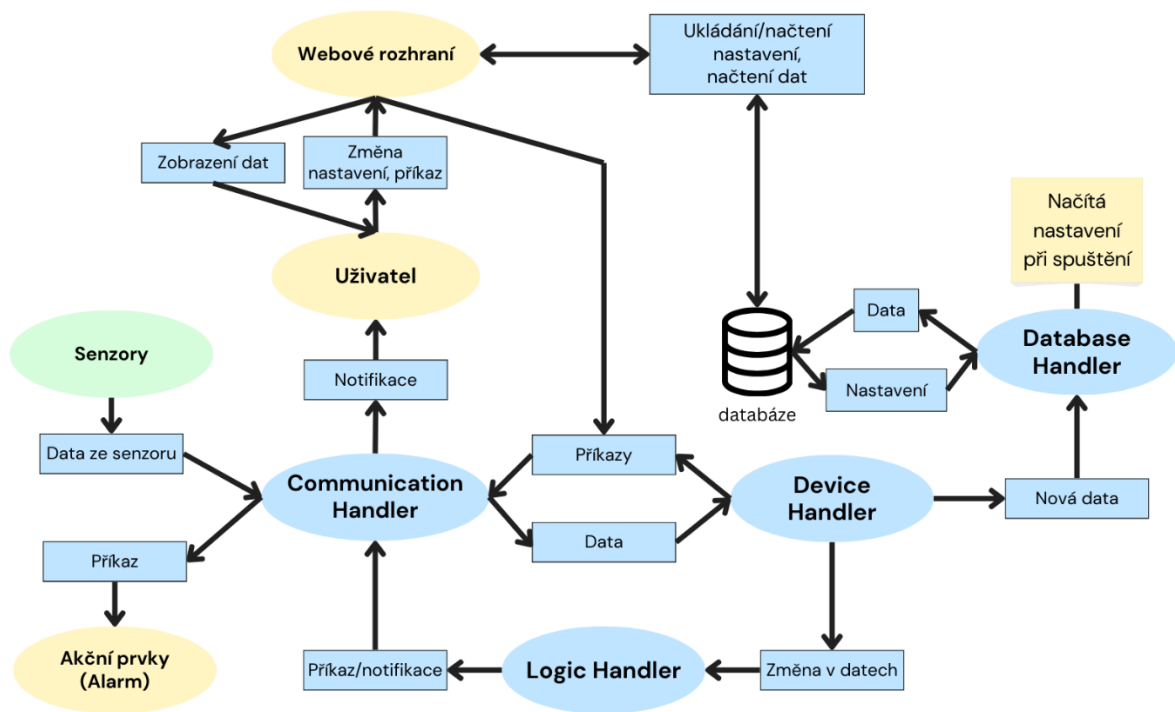 Webové rozhraní
Ukládání/načtení
nastavení,
načtení dat
Zobrazení dat
Změna
nastavení, příkaz
Načítá
nastavení
při spuštění
Uživatel
Senzory
Data
Database
Handler
Notifikace
Nastavení
databáze
Data ze senzoru
Příkazy
Communication
Handler
Device
Handler
Nová data
Data
Příkaz
Akční prvky
(Alarm)
Příkaz/notifikace
Logic Handler
Změna v datech